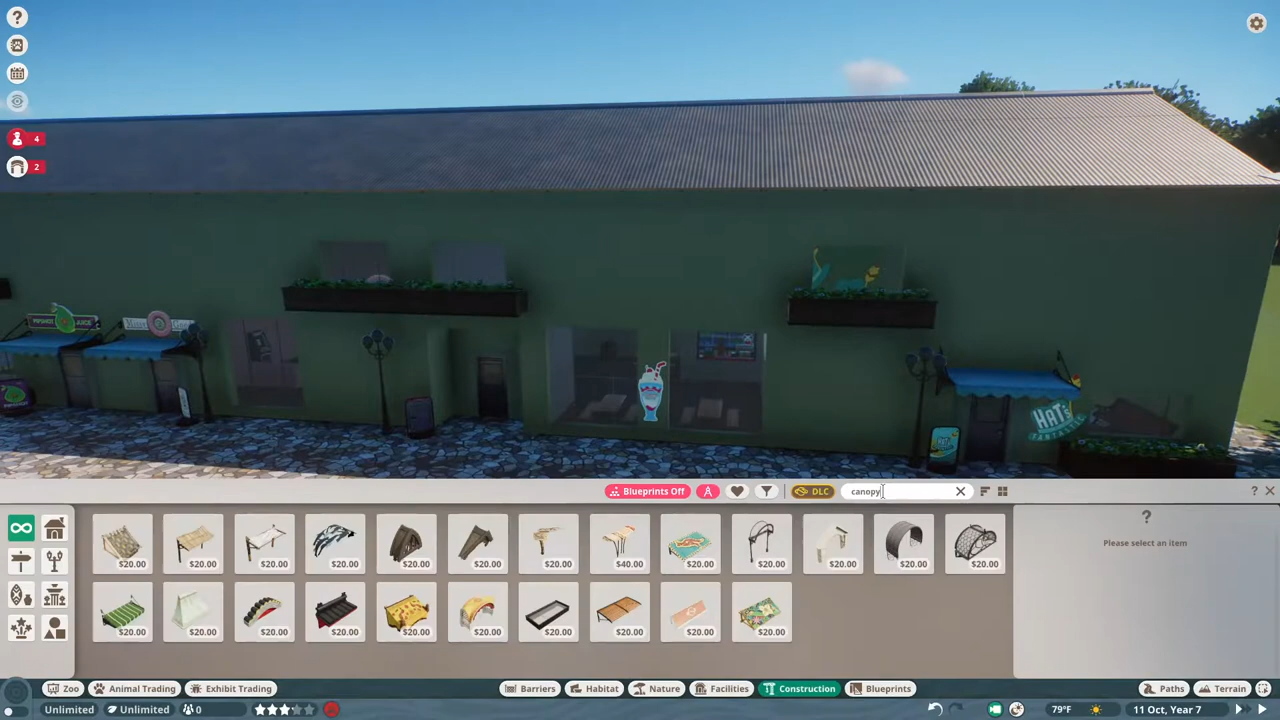 ?
4
2
JUICE
HATS
FANTASTIC
Blueprints Off
DLC
canopy
?
?
Please select an item
$20.00 $20.00 $20.00 $20.00 $20.00 $20.00 $20.00 $40.00 $20.00 $20.00 $20.00 $20.00 $20.00
$20.00 $20.00 $20.00 $20.00 $20.00 $20.00 $20.00 $20.00 $20.00 $20.00
Zoo Animal Trading Exhibit Trading Barriers Habitat Nature Facilities Construction Blueprints Paths Terrain
Unlimited Unlimited 0 79°F 11 Oct, Year 7